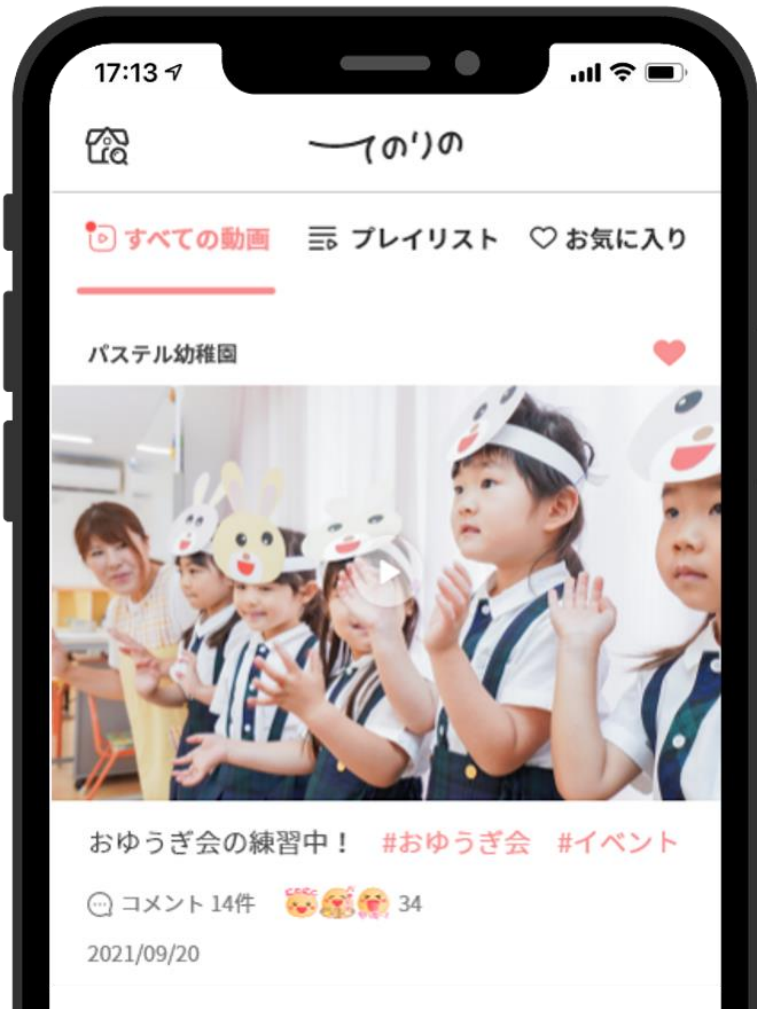 17:13
てのりの
すべての動画 プレイリスト お気に入り
パステル幼稚園
おゆうぎ会の練習中！ #おゆうぎ会 #イベント
コメント 14件 34
2021/09/20